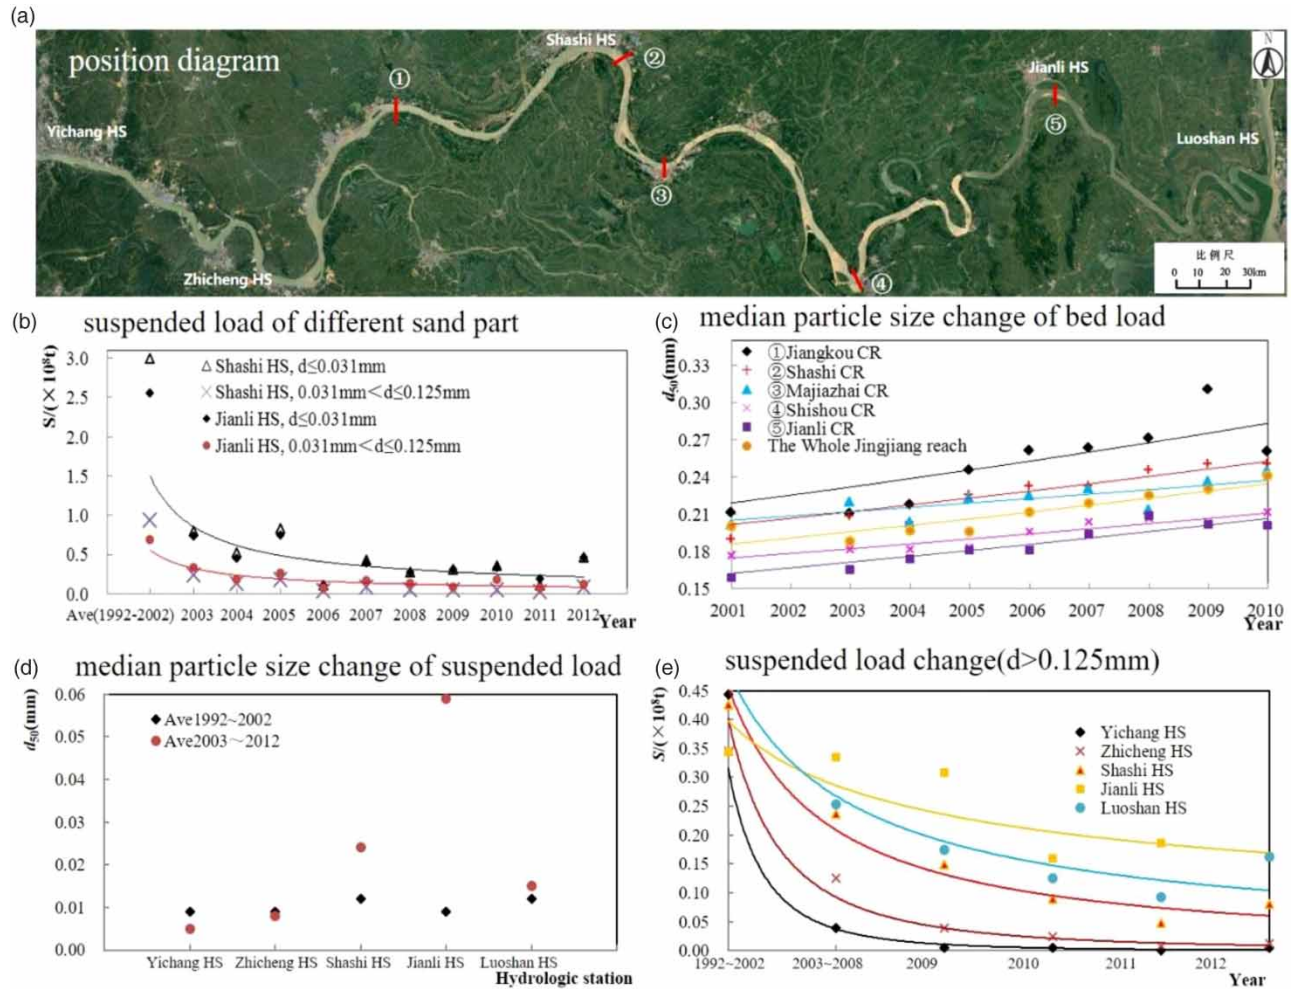 (a)
position diagram
Yichang HS
Zhicheng HS
①
Shashi HS
②
③
④
Jianli HS
⑤
Luoshan HS
N
比例尺
0 10 20 30km
(b) suspended load of different sand part
S/(×10⁸t)
3.0
2.5
2.0
1.5
1.0
0.5
0.0
Shashi HS, d≤0.031mm
Shashi HS, 0.031mm<d≤0.125mm
Jianli HS, d≤0.031mm
Jianli HS, 0.031mm<d≤0.125mm
Ave(1992-2002) 2003 2004 2005 2006 2007 2008 2009 2010 2011 2012 Year
(c) median particle size change of bed load
d₅₀(mm)
0.33
0.30
0.27
0.24
0.21
0.18
0.15
①Jiangkou CR
②Shashi CR
③Majiazhai CR
④Shishou CR
⑤Jianli CR
The Whole Jingjiang reach
2001 2002 2003 2004 2005 2006 2007 2008 2009 2010
Year
(d) median particle size change of suspended load
d₅₀(mm)
0.06
0.05
0.04
0.03
0.02
0.01
0.00
Ave1992~2002
Ave2003～2012
Yichang HS Zhicheng HS Shashi HS Jianli HS Luoshan HS
Hydrologic station
(e) suspended load change(d>0.125mm)
S/(×10⁸t)
0.45
0.40
0.35
0.30
0.25
0.20
0.15
0.10
0.05
0.00
Yichang HS
Zhicheng HS
Shashi HS
Jianli HS
Luoshan HS
1992~2002 2003~2008 2009 2010 2011 2012
Year